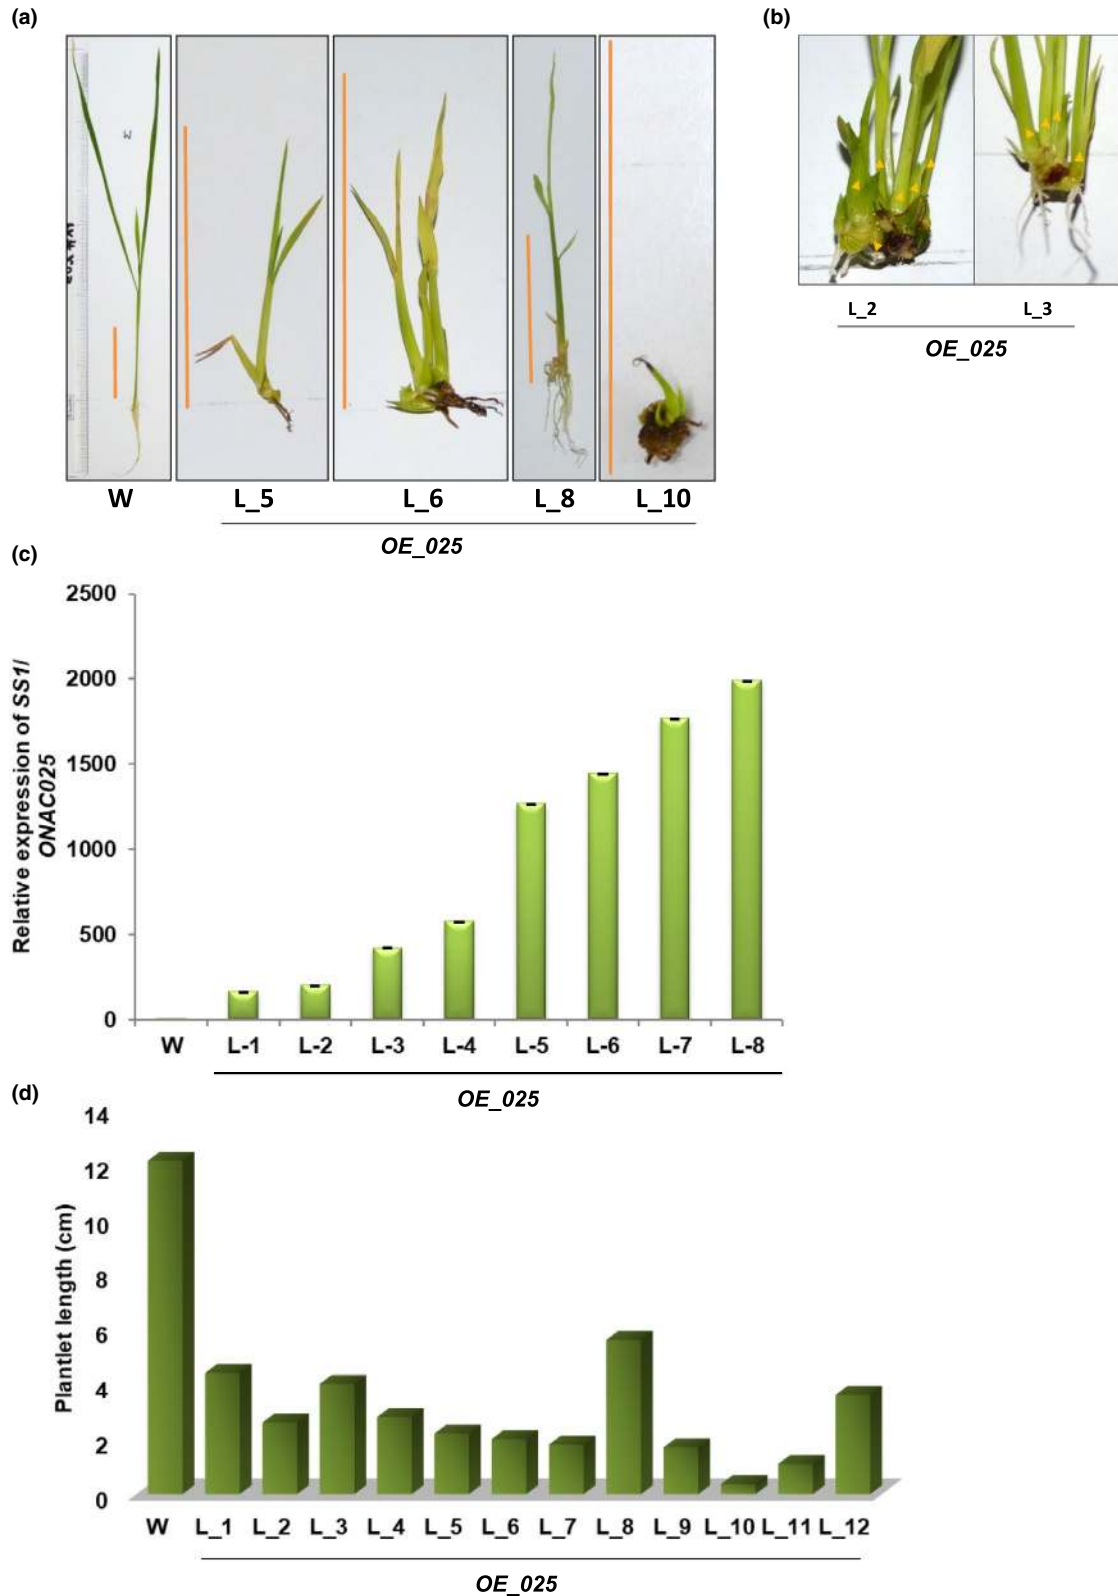 (a)
(b)
W
W
L_5
L_6
L_8
L_10
OE_025
L_2
L_3
OE_025
(c)
Relative expression of SS1/
ONAC025
2500
2000
1500
1000
500
0
W L-1 L-2 L-3 L-4 L-5 L-6 L-7 L-8
OE_025
(d)
Plantlet length (cm)
14
12
10
8
6
4
2
0
W L_1 L_2 L_3 L_4 L_5 L_6 L_7 L_8 L_9 L_10 L_11 L_12
OE_025